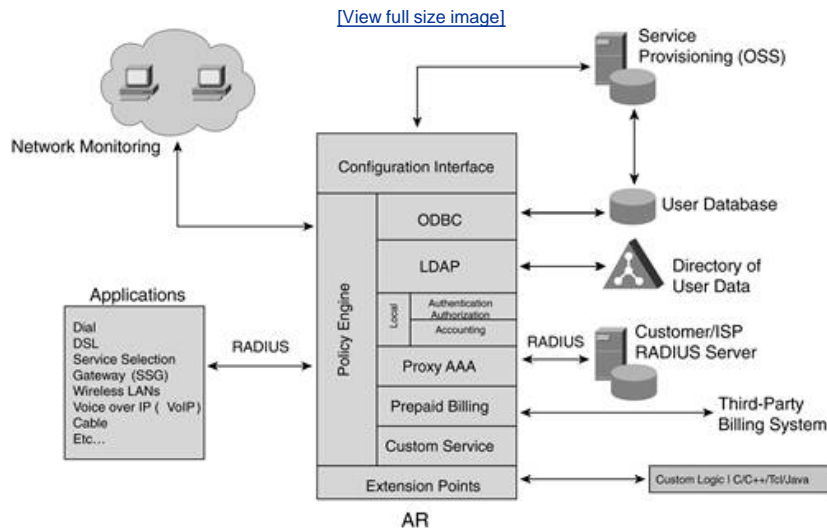 [View full size image]
Service
Provisioning (OSS)
Network Monitoring
Configuration Interface
Policy Engine
ODBC
User Database
LDAP
Directory of
User Data
Local
Authentication
Authorization
Accounting
Applications
Dial
DSL
Service Selection
Gateway (SSG)
Wireless LANs
Voice over IP ( VoIP)
Cable
Etc...
RADIUS
Proxy AAA
RADIUS
Customer/ISP
RADIUS Server
Prepaid Billing
Third-Party
Billing System
Custom Service
Extension Points
Custom Logic I C/C++/Tcl/Java
AR